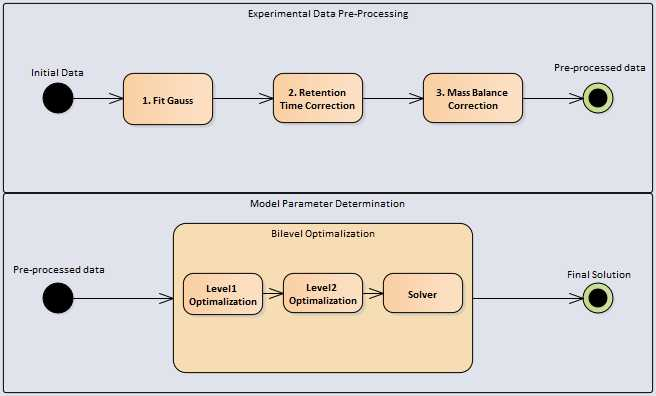 Experimental Data Pre-Processing
Initial Data
Pre-processed data
1. Fit Gauss
2. Retention
Time Correction
3. Mass Balance
Correction
Model Parameter Determination
Bilevel Optimalization
Pre-processed data
Final Solution
Level1
Optimalization
Level2
Optimalization
Solver